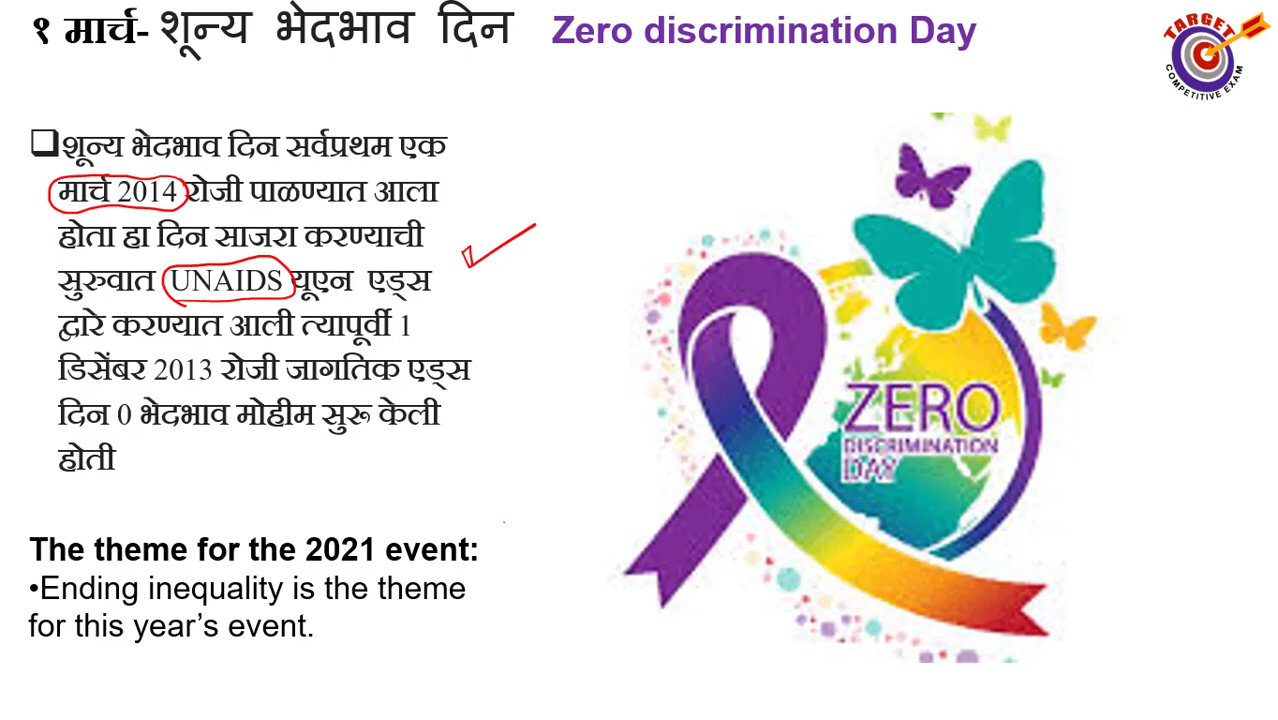 १ मार्च- शून्य भेदभाव दिन Zero discrimination Day
TARGET
COMPETITIVE EXAM
शून्य भेदभाव दिन सर्वप्रथम एक
मार्च 2014 रोजी पाळण्यात आला
होता हा दिन साजरा करण्याची
सुरुवात UNAIDS यूएन एड्स
द्वारे करण्यात आली त्यापूर्वी 1
डिसेंबर 2013 रोजी जागतिक एड्स
दिन 0 भेदभाव मोहीम सुरू केली
होती
The theme for the 2021 event:
•Ending inequality is the theme
for this year’s event.
ZERO
DISCRIMINATION
DAY